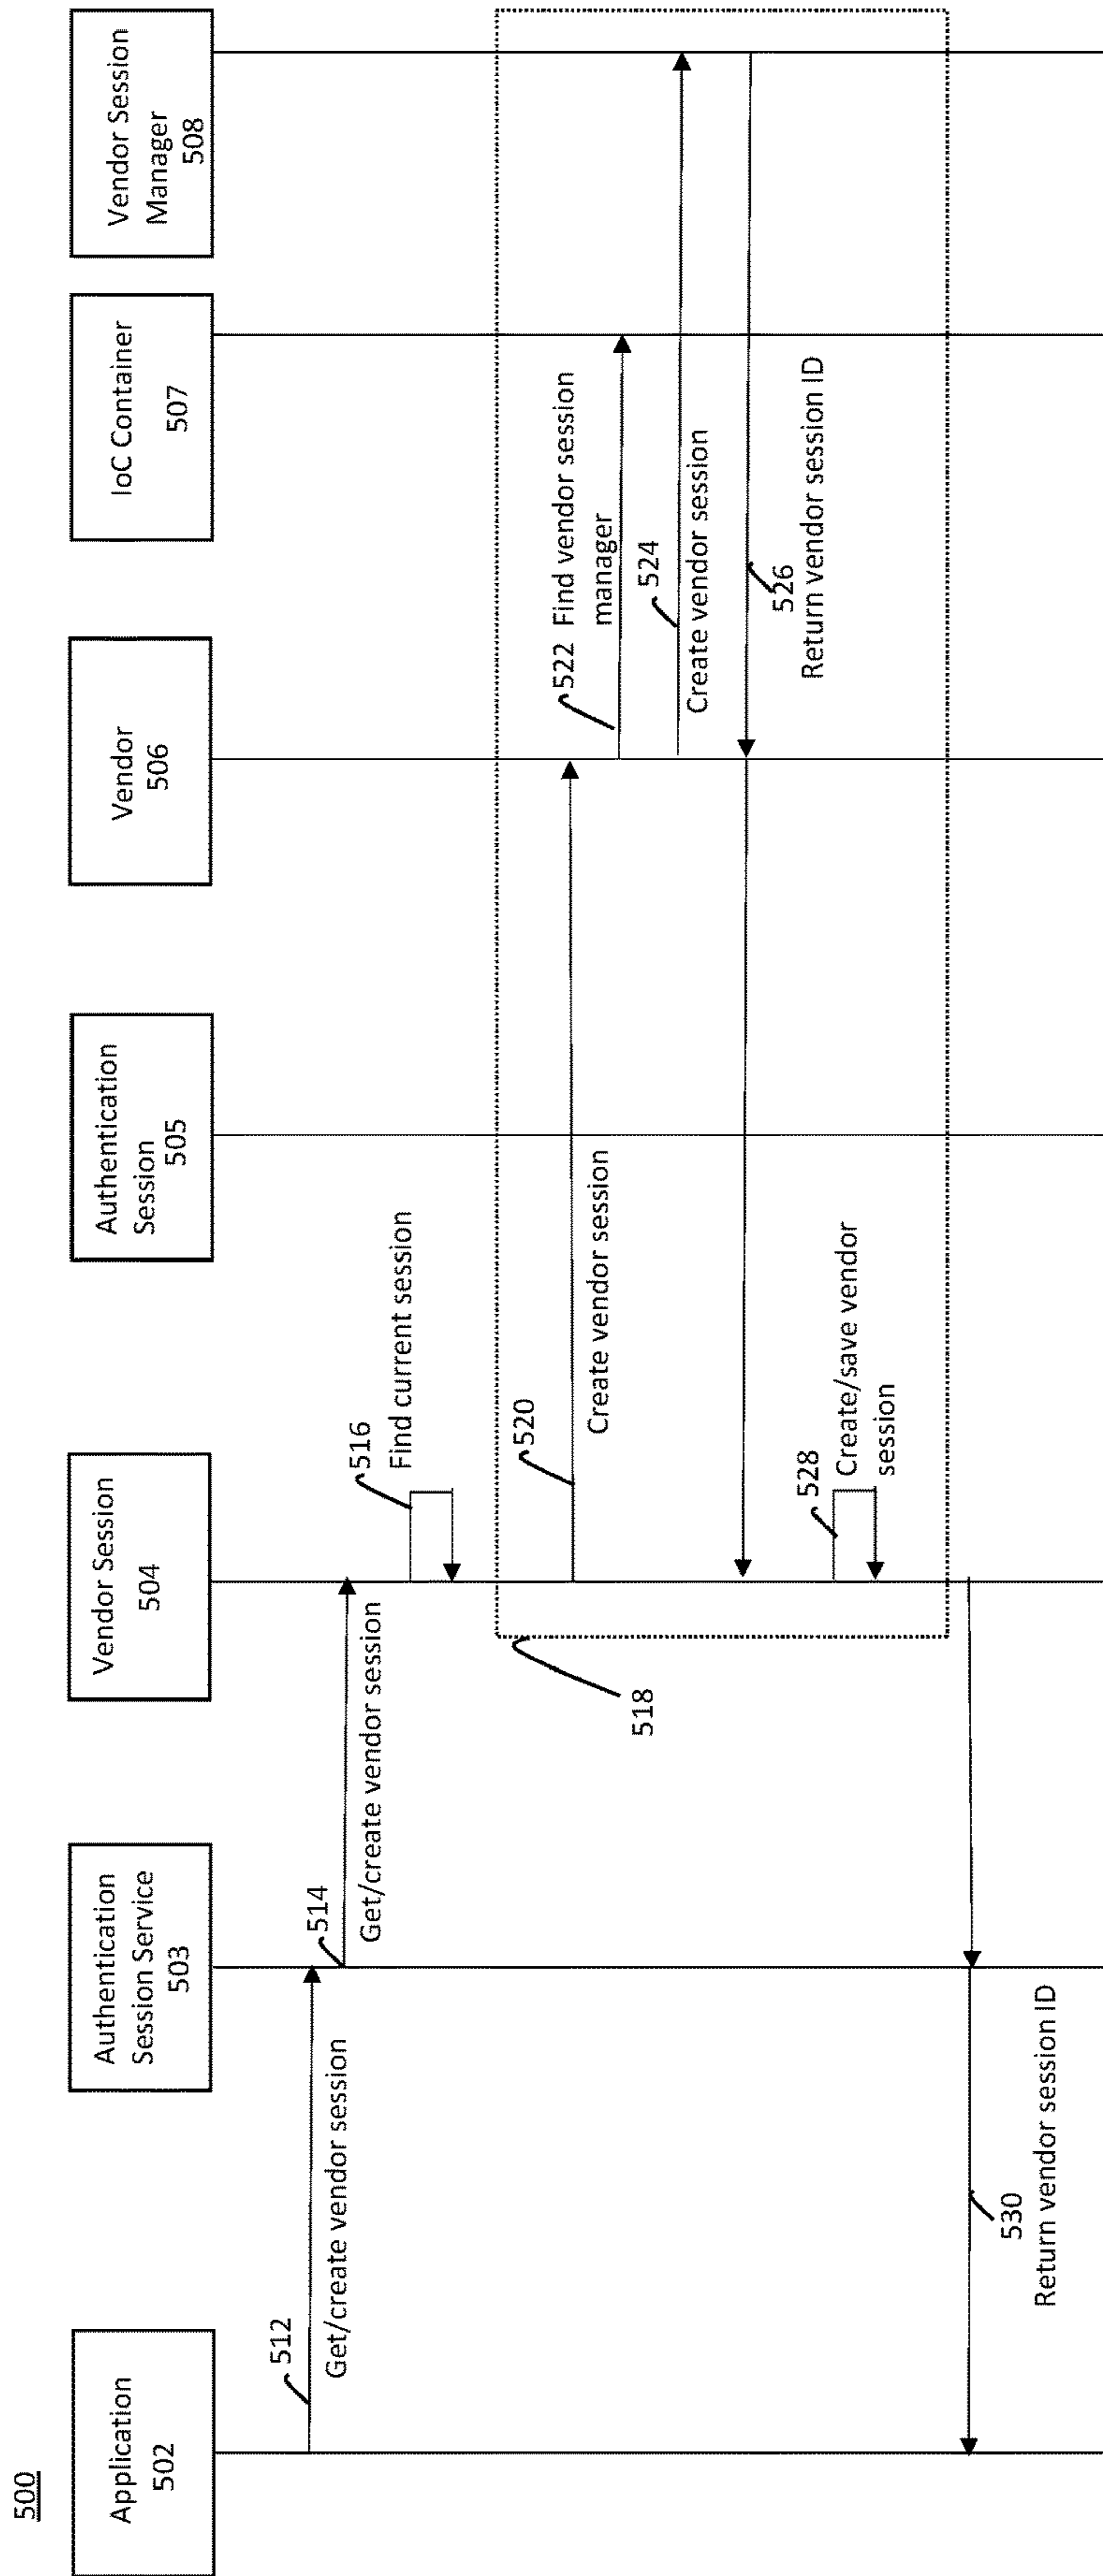 500
Application
502
Authentication
Session Service
503
Vendor Session
504
Authentication
Session
505
Vendor
506
IoC Container
507
Vendor Session
Manager
508
512
Get/create vendor session
514
Get/create vendor session
516
Find current session
518
520
Create vendor session
522 Find vendor session
manager
524
Create vendor session
526
Return vendor session ID
528
Create/save vendor
session
530
Return vendor session ID